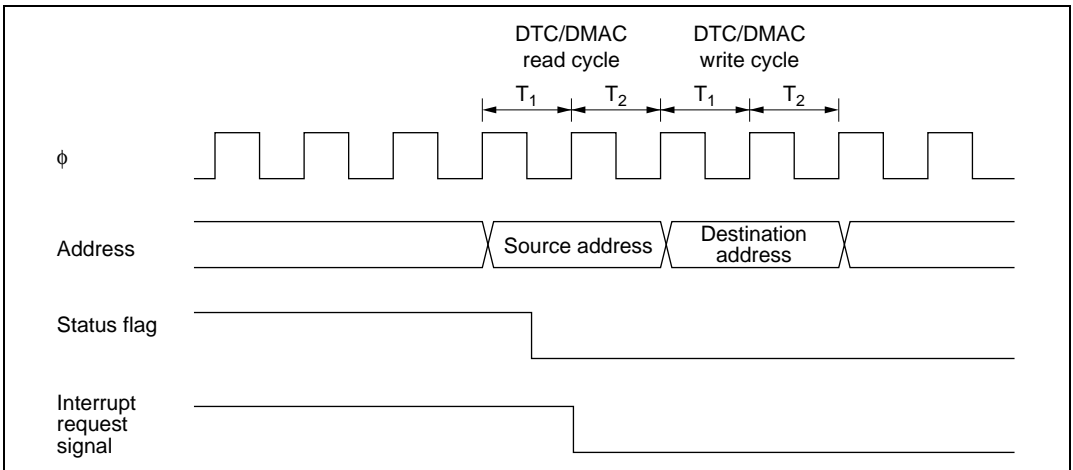 DTC/DMAC DTC/DMAC
read cycle write cycle
T1 T2 T1 T2
ϕ
Address
Source address
Destination
address
Status flag
Interrupt
request
signal